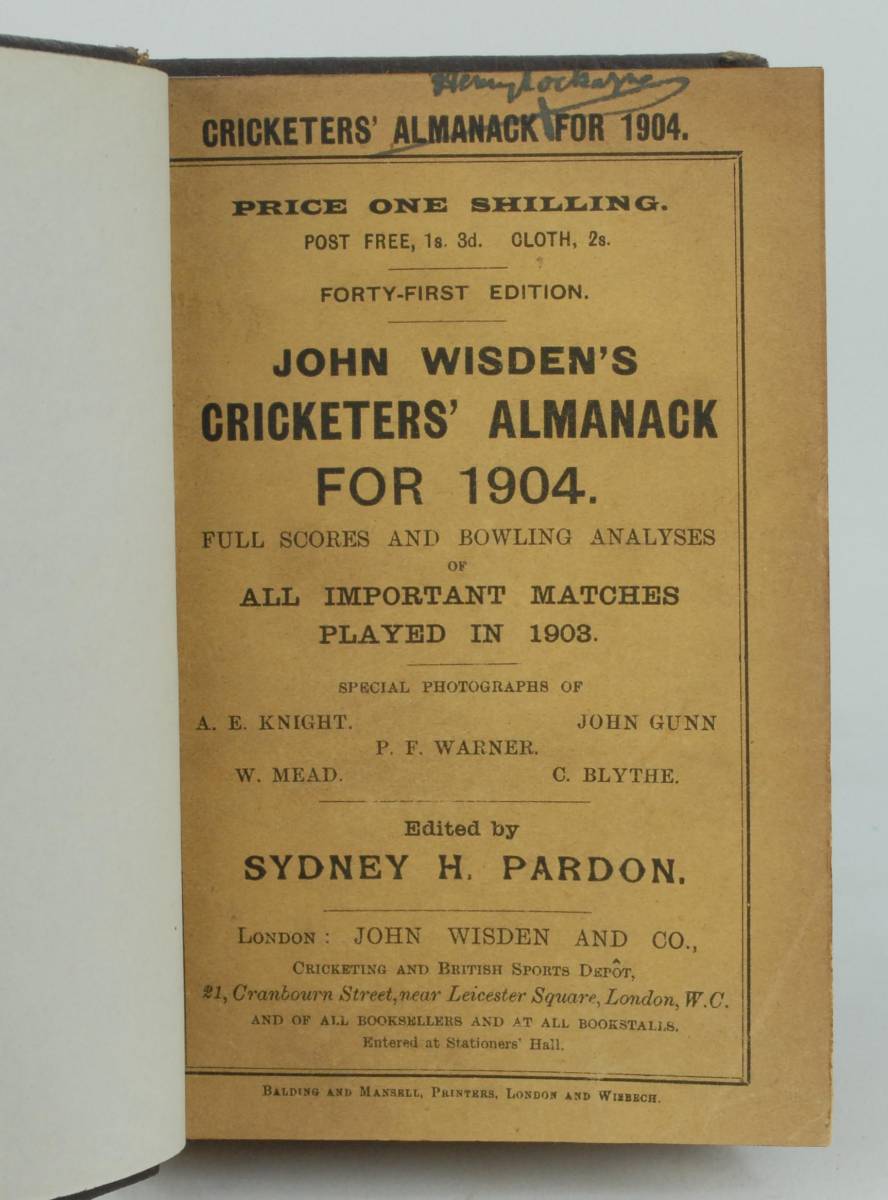 CRICKETERS' ALMANACK FOR 1904.
PRICE ONE SHILLING.
POST FREE, 1s. 3d. CLOTH, 2s.
FORTY-FIRST EDITION.
JOHN WISDEN'S
CRICKETERS' ALMANACK
FOR 1904.
FULL SCORES AND BOWLING ANALYSES
OF
ALL IMPORTANT MATCHES
PLAYED IN 1903.
SPECIAL PHOTOGRAPHS OF
A. E. KNIGHT. JOHN GUNN
P. F. WARNER.
W. MEAD. C. BLYTHE.
Edited by
SYDNEY H. PARDON.
LONDON: JOHN WISDEN AND CO.,
CRICKETING AND BRITISH SPORTS DEPÔT,
21, Cranbourn Street, near Leicester Square, London, W.C.
AND OF ALL BOOKSELLERS AND AT ALL BOOKSTALLS.
Entered at Stationers' Hall.
BALDING AND MANSELL, PRINTERS, LONDON AND WISBECH.